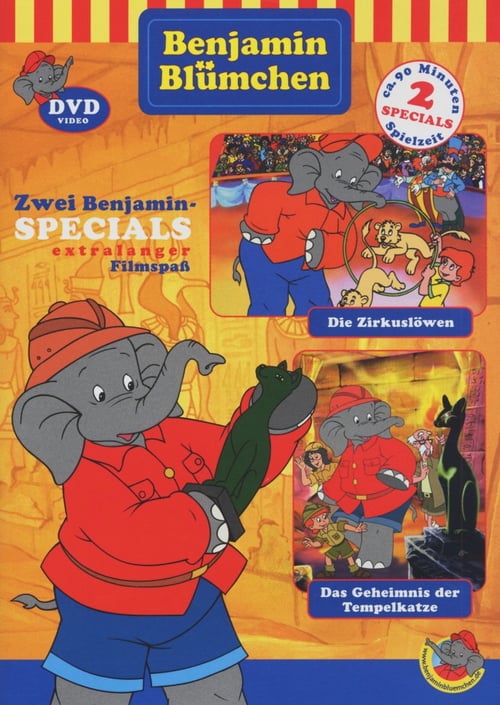 Benjamin
Blümchen
DVD
VIDEO
ca. 90 Minuten
2
SPECIALS
Spielzeit
Zwei Benjamin-
SPECIALS
extralanger
Filmspaß
Die Zirkuslöwen
Das Geheimnis der
Tempelkatze
www.benjaminbluemchen.de